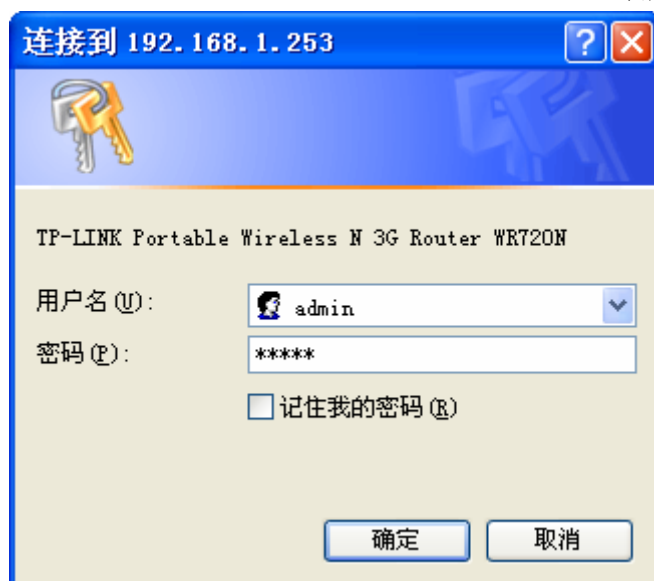 连接到 192.168.1.253
TP-LINK Portable Wireless N 3G Router WR720N
用户名(U): admin
密码(P): *****
记住我的密码(R)
确定 取消